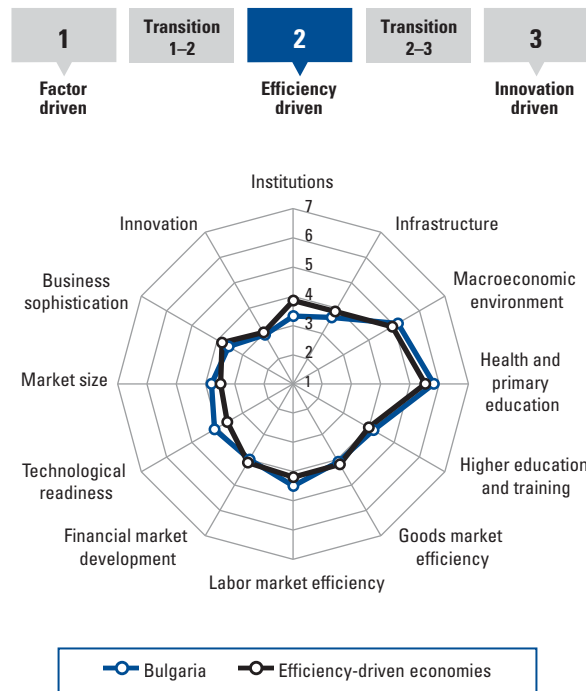 1
Transition
1–2
2
Transition
2–3
3
Factor
driven
Efficiency
driven
Innovation
driven
Institutions
Infrastructure
Macroeconomic
environment
Health and
primary
education
Higher education
and training
Goods market
efficiency
Labor market efficiency
Financial market
development
Technological
readiness
Market size
Business
sophistication
Innovation
7
6
5
4
3
2
1
Bulgaria
Efficiency-driven economies